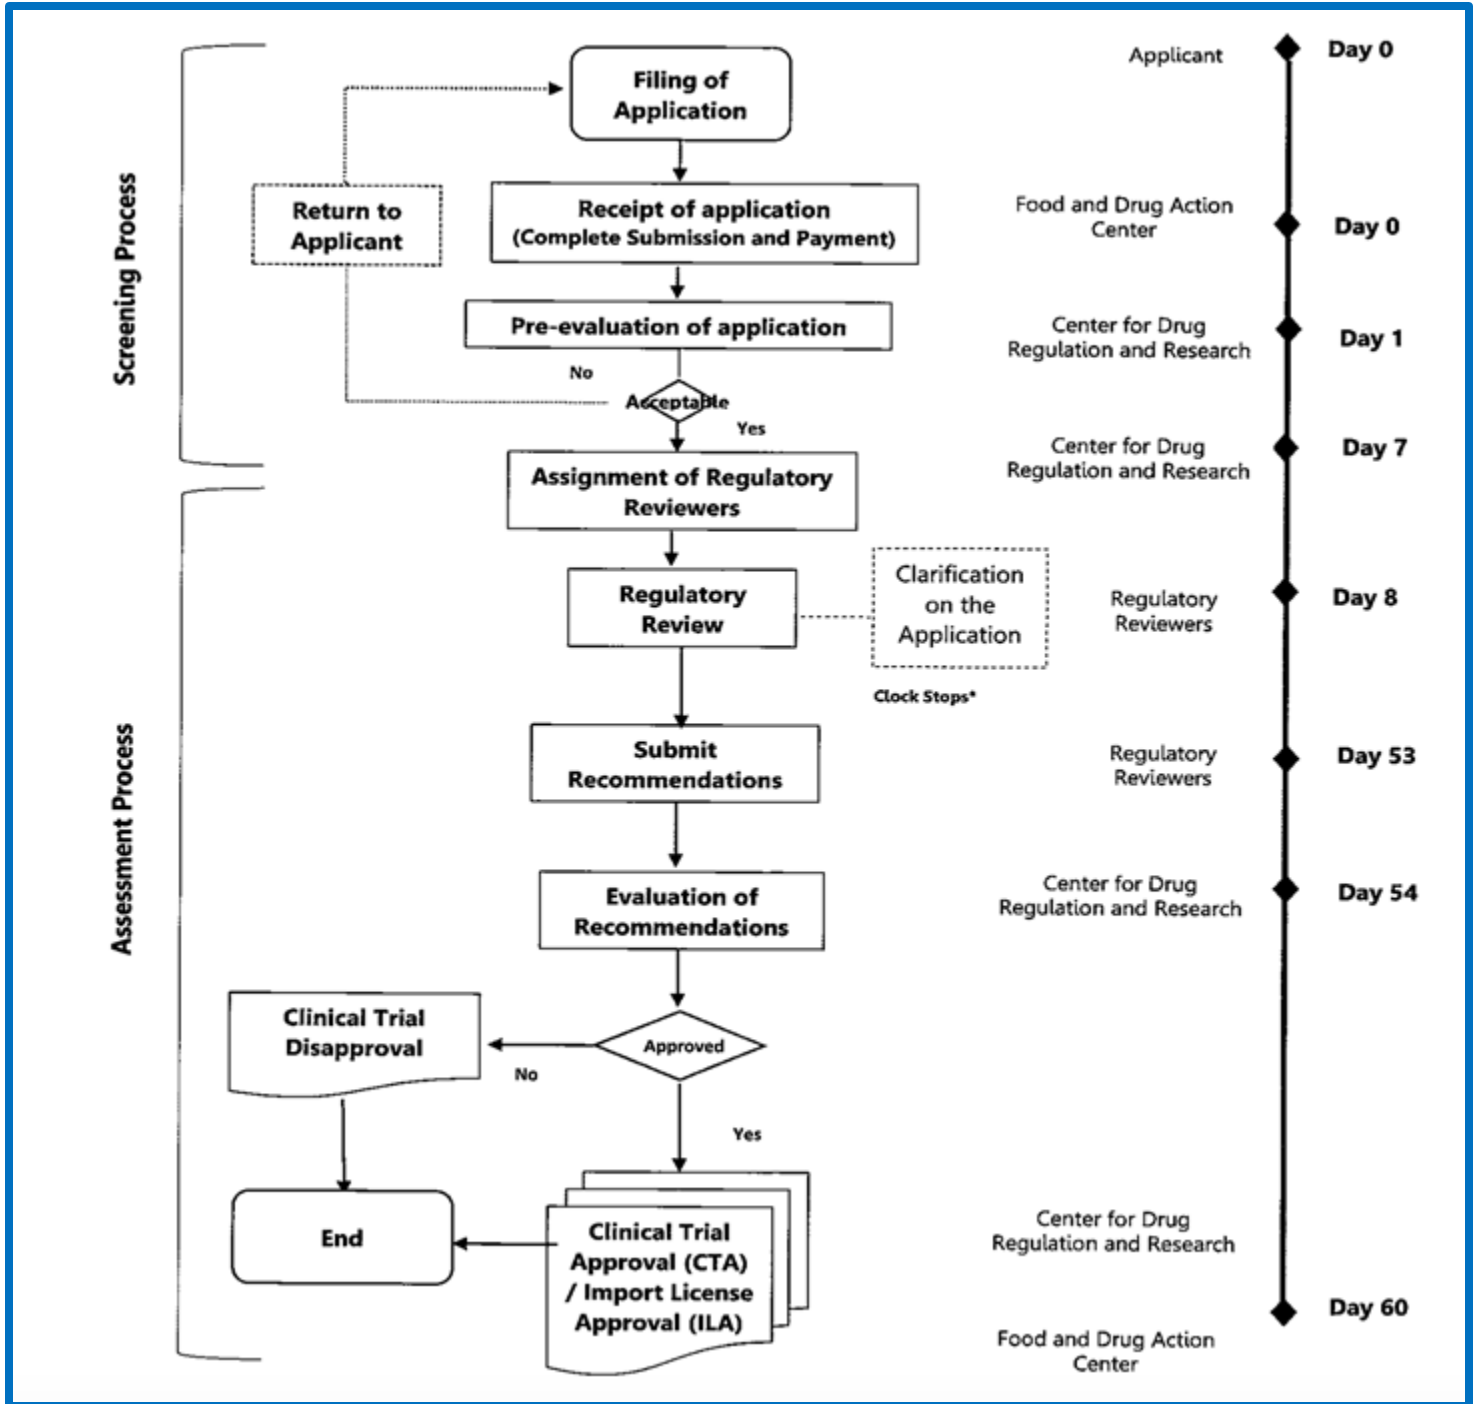 Screening Process
Filing of
Application
Applicant
Day 0
Return to
Applicant
Receipt of application
(Complete Submission and Payment)
Food and Drug Action
Center
Day 0
Pre-evaluation of application
Center for Drug
Regulation and Research
Day 1
No
Acceptable
Yes
Assignment of Regulatory
Reviewers
Center for Drug
Regulation and Research
Day 7
Assessment Process
Regulatory
Review
Clarification
on the
Application
Clock Stops*
Regulatory
Reviewers
Day 8
Submit
Recommendations
Regulatory
Reviewers
Day 53
Evaluation of
Recommendations
Center for Drug
Regulation and Research
Day 54
Clinical Trial
Disapproval
No
Approved
Yes
End
Clinical Trial
Approval (CTA)
/ Import License
Approval (ILA)
Center for Drug
Regulation and Research
Day 60
Food and Drug Action
Center